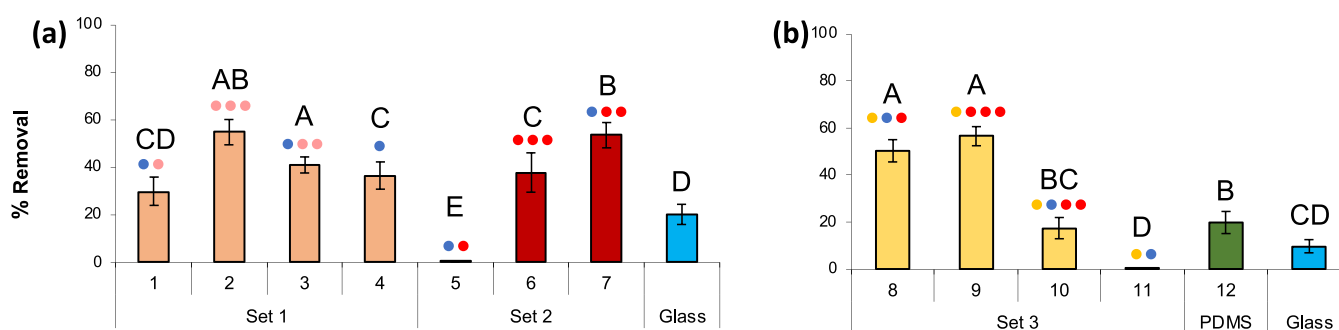 (a)
% Removal
100
80
60
40
20
0
CD
AB
A
C
E
C
B
D
1 2 3 4 5 6 7
Set 1 Set 2 Glass
(b)
100
80
60
40
20
0
A
A
BC
D
B
CD
8 9 10 11 12
Set 3 PDMS Glass